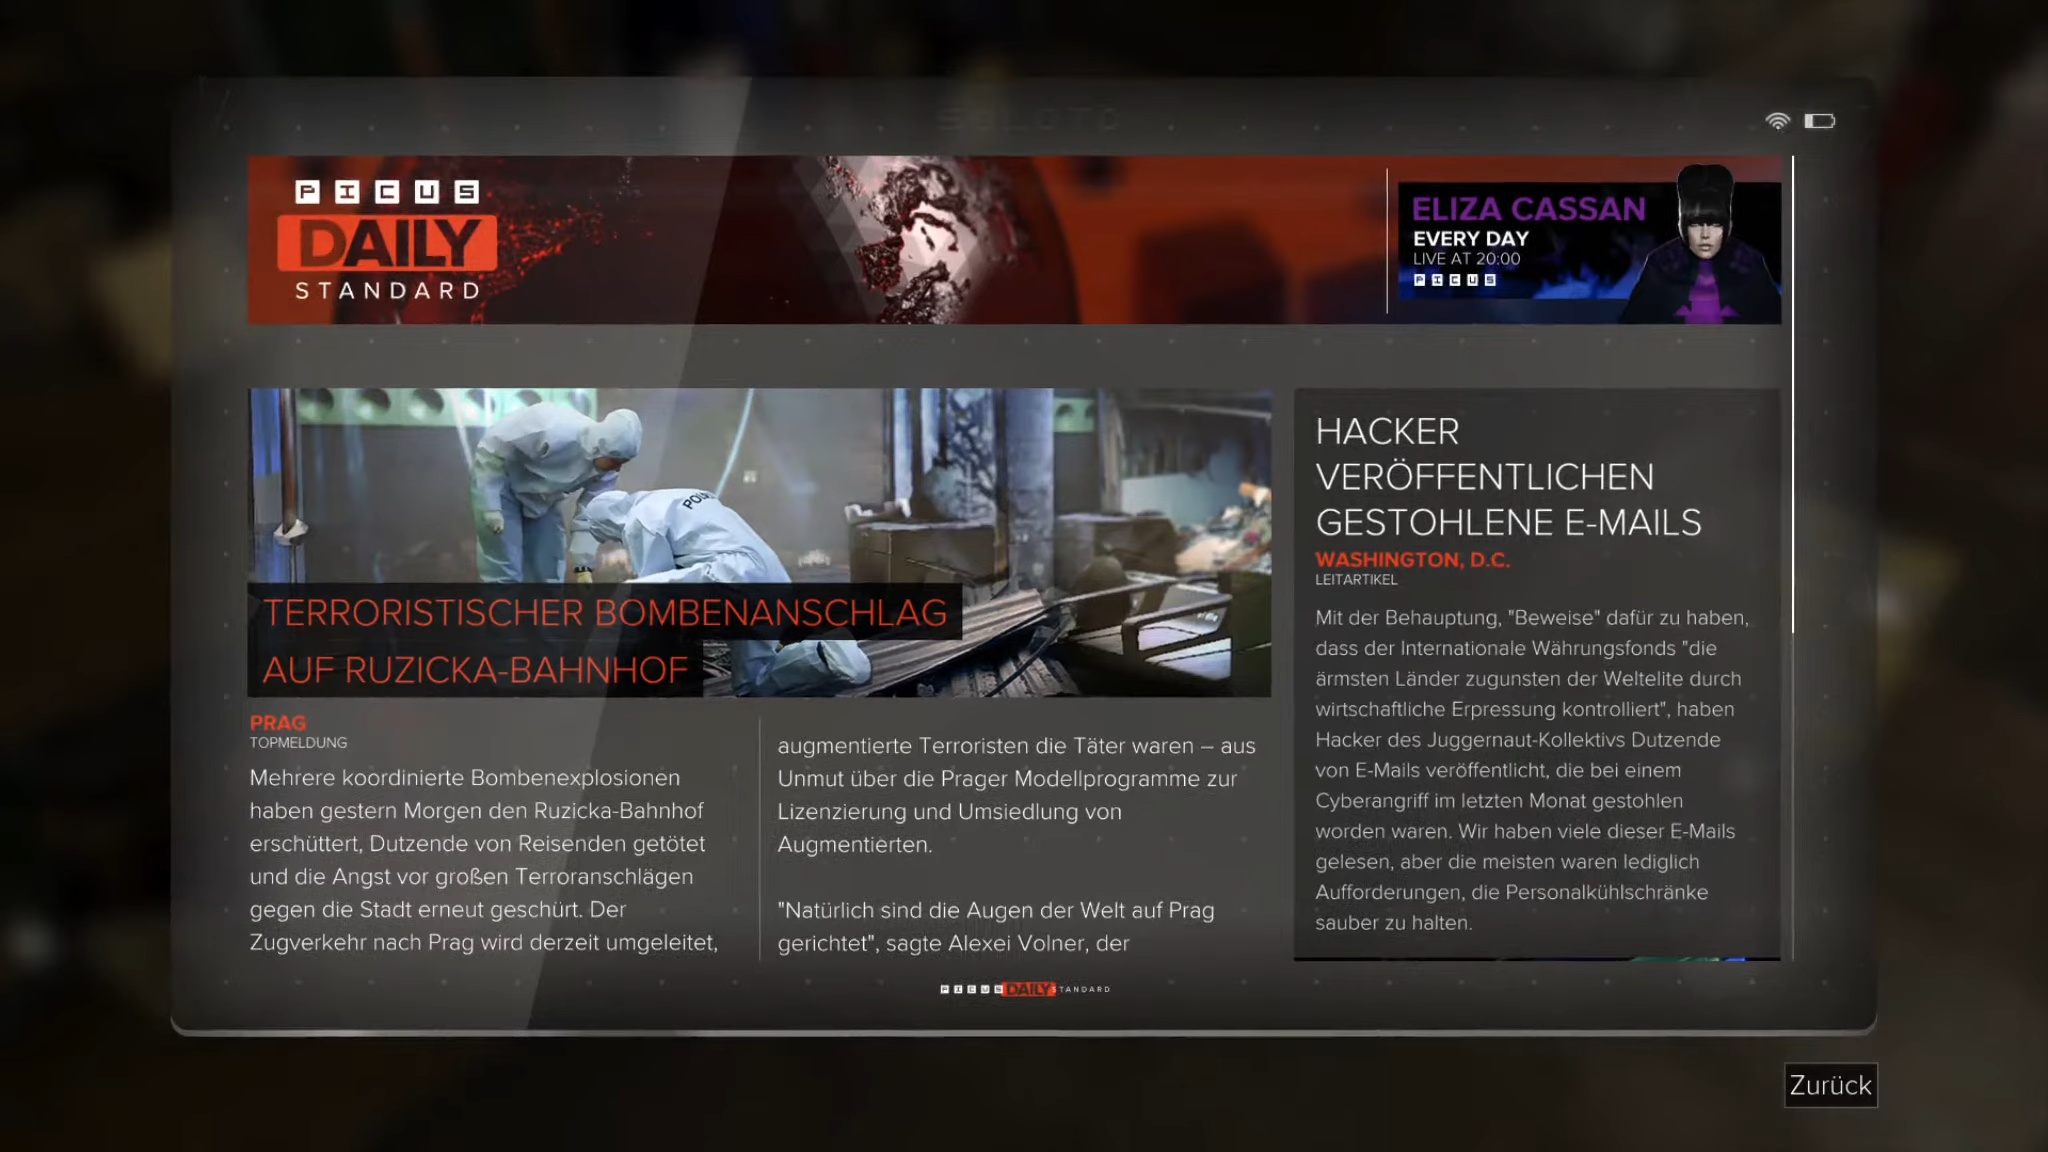 PICUS
DAILY
STANDARD
ELIZA CASSAN
EVERY DAY
LIVE AT 20:00
PICUS
TERRORISTISCHER BOMBENANSCHLAG
AUF RUZICKA-BAHNHOF
PRAG
TOPMELDUNG
Mehrere koordinierte Bombenexplosionen
haben gestern Morgen den Ruzicka-Bahnhof
erschüttert, Dutzende von Reisenden getötet
und die Angst vor großen Terroranschlägen
gegen die Stadt erneut geschürt. Der
Zugverkehr nach Prag wird derzeit umgeleitet,
augmentierte Terroristen die Täter waren – aus
Unmut über die Prager Modellprogramme zur
Lizenzierung und Umsiedlung von
Augmentierten.
"Natürlich sind die Augen der Welt auf Prag
gerichtet", sagte Alexei Volner, der
HACKER
VERÖFFENTLICHEN
GESTOHLENE E-MAILS
WASHINGTON, D.C.
LEITARTIKEL
Mit der Behauptung, "Beweise" dafür zu haben,
dass der Internationale Währungsfonds "die
ärmsten Länder zugunsten der Weltelite durch
wirtschaftliche Erpressung kontrolliert", haben
Hacker des Juggernaut-Kollektivs Dutzende
von E-Mails veröffentlicht, die bei einem
Cyberangriff im letzten Monat gestohlen
worden waren. Wir haben viele dieser E-Mails
gelesen, aber die meisten waren lediglich
Aufforderungen, die Personalkühlschränke
sauber zu halten.
PICUS DAILY STANDARD
Zurück